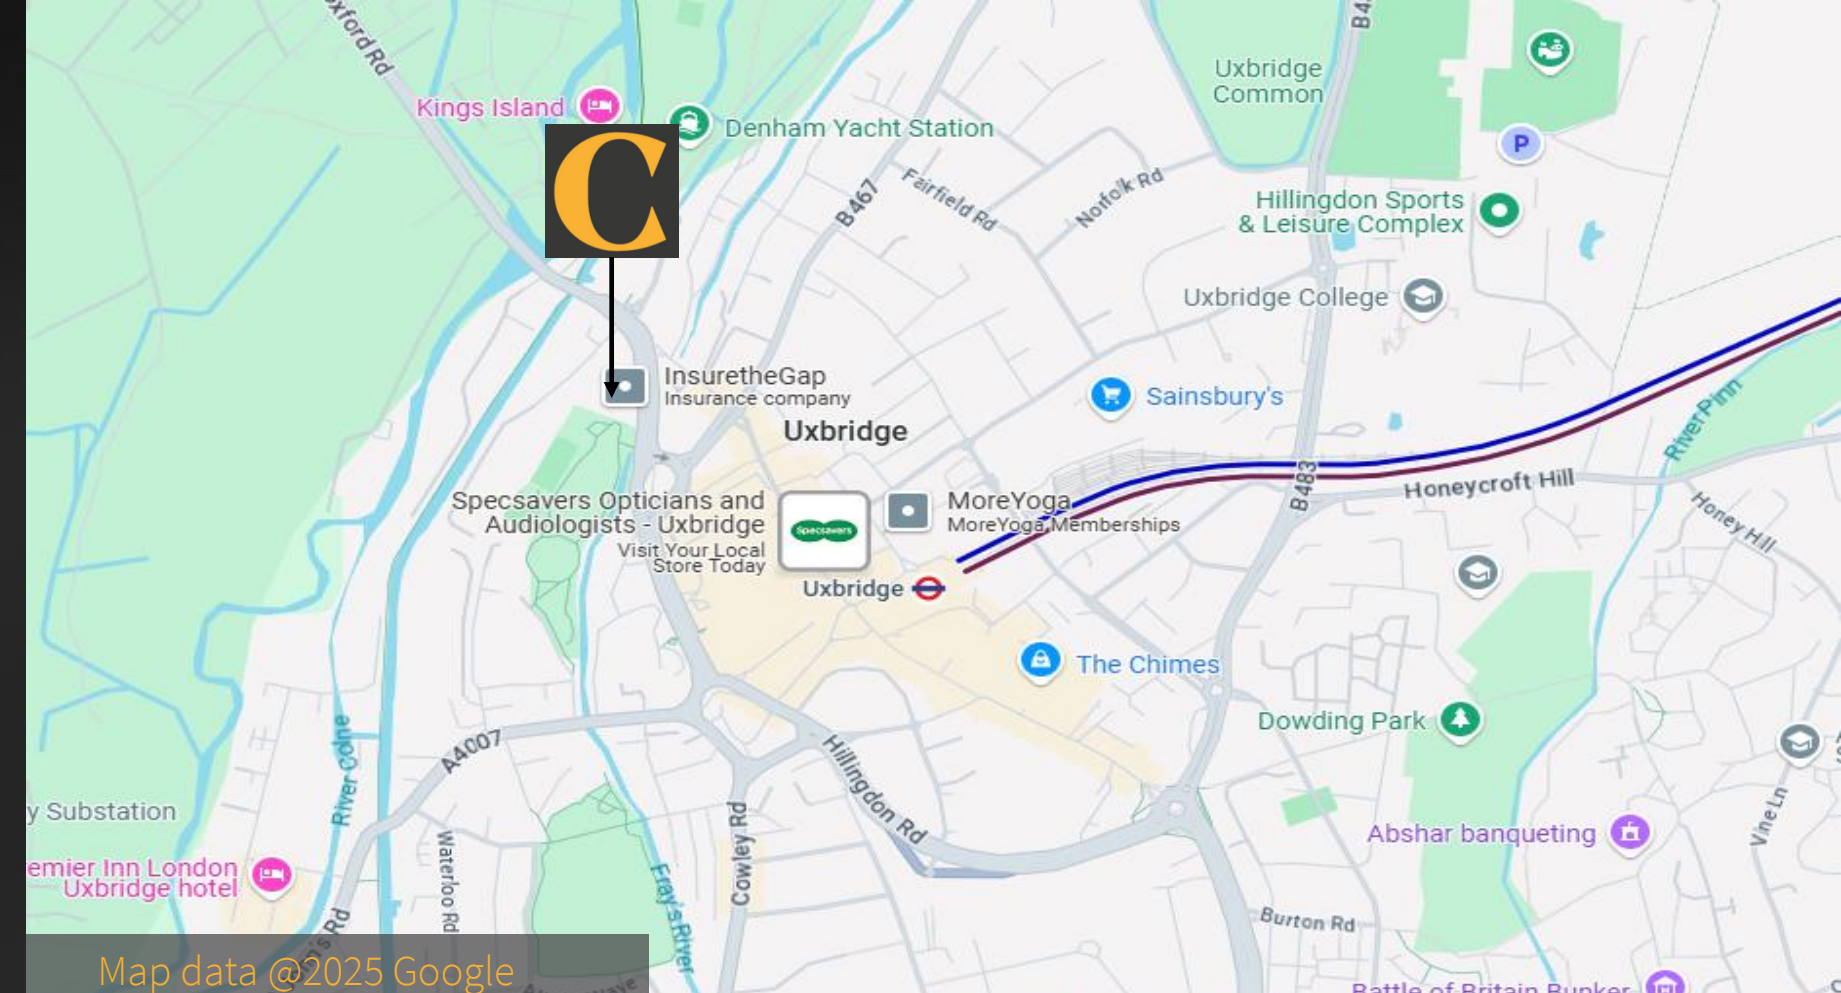 Oxford Rd
B4
Kings Island
Denham Yacht Station
Uxbridge
Common
P
C
B467
Fairfield Rd
Norfolk Rd
Hillingdon Sports
& Leisure Complex
Uxbridge College
InsuretheGap
Insurance company
Sainsbury's
Uxbridge
River Pinn
B483
Honeycroft Hill
Honey Hill
Specsavers Opticians and
Audiologists - Uxbridge
Visit Your Local
Store Today
Specsavers
MoreYoga
MoreYoga Memberships
Uxbridge
The Chimes
Dowding Park
A4007
River Colne
Hillingdon Rd
y Substation
Cowley Rd
Waterloo Rd
Vine Ln
Abshar banqueting
emier Inn London
Uxbridge hotel
Fray's River
Burton Rd
n's Rd
Map data @2025 Google
Battle of Britain Bunker